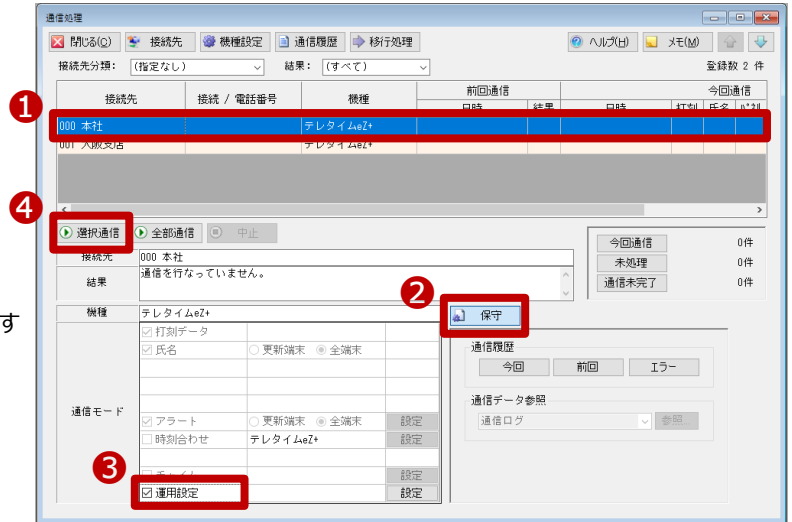 通信処理
閉じる(C) 接続先 機種設定 通信履歴 移行処理 ヘルプ(H) メモ(M)
接続先分類： (指定なし) 結果： (すべて) 登録数 2 件
接続先 接続 / 電話番号 機種 前回通信 今回通信
日時 結果 日時 打刻 氏名 ﾊﾟﾈﾙ
1
000 本社 テレタイムeZ+
001 大阪支店 テレタイムeZ+
4
選択通信 全部通信 中止
今回通信 0件
接続先 000 本社
未処理 0件
結果 通信を行なっていません。
通信未完了 0件
2
機種 テレタイムeZ+
保守
す
打刻データ
氏名 更新端末 全端末
通信履歴
今回 前回 エラー
通信モード
通信データ参照
アラート 更新端末 全端末 設定
通信ログ 参照
時刻合わせ テレタイムeZ+ 設定
3
チャイム 設定
運用設定 設定